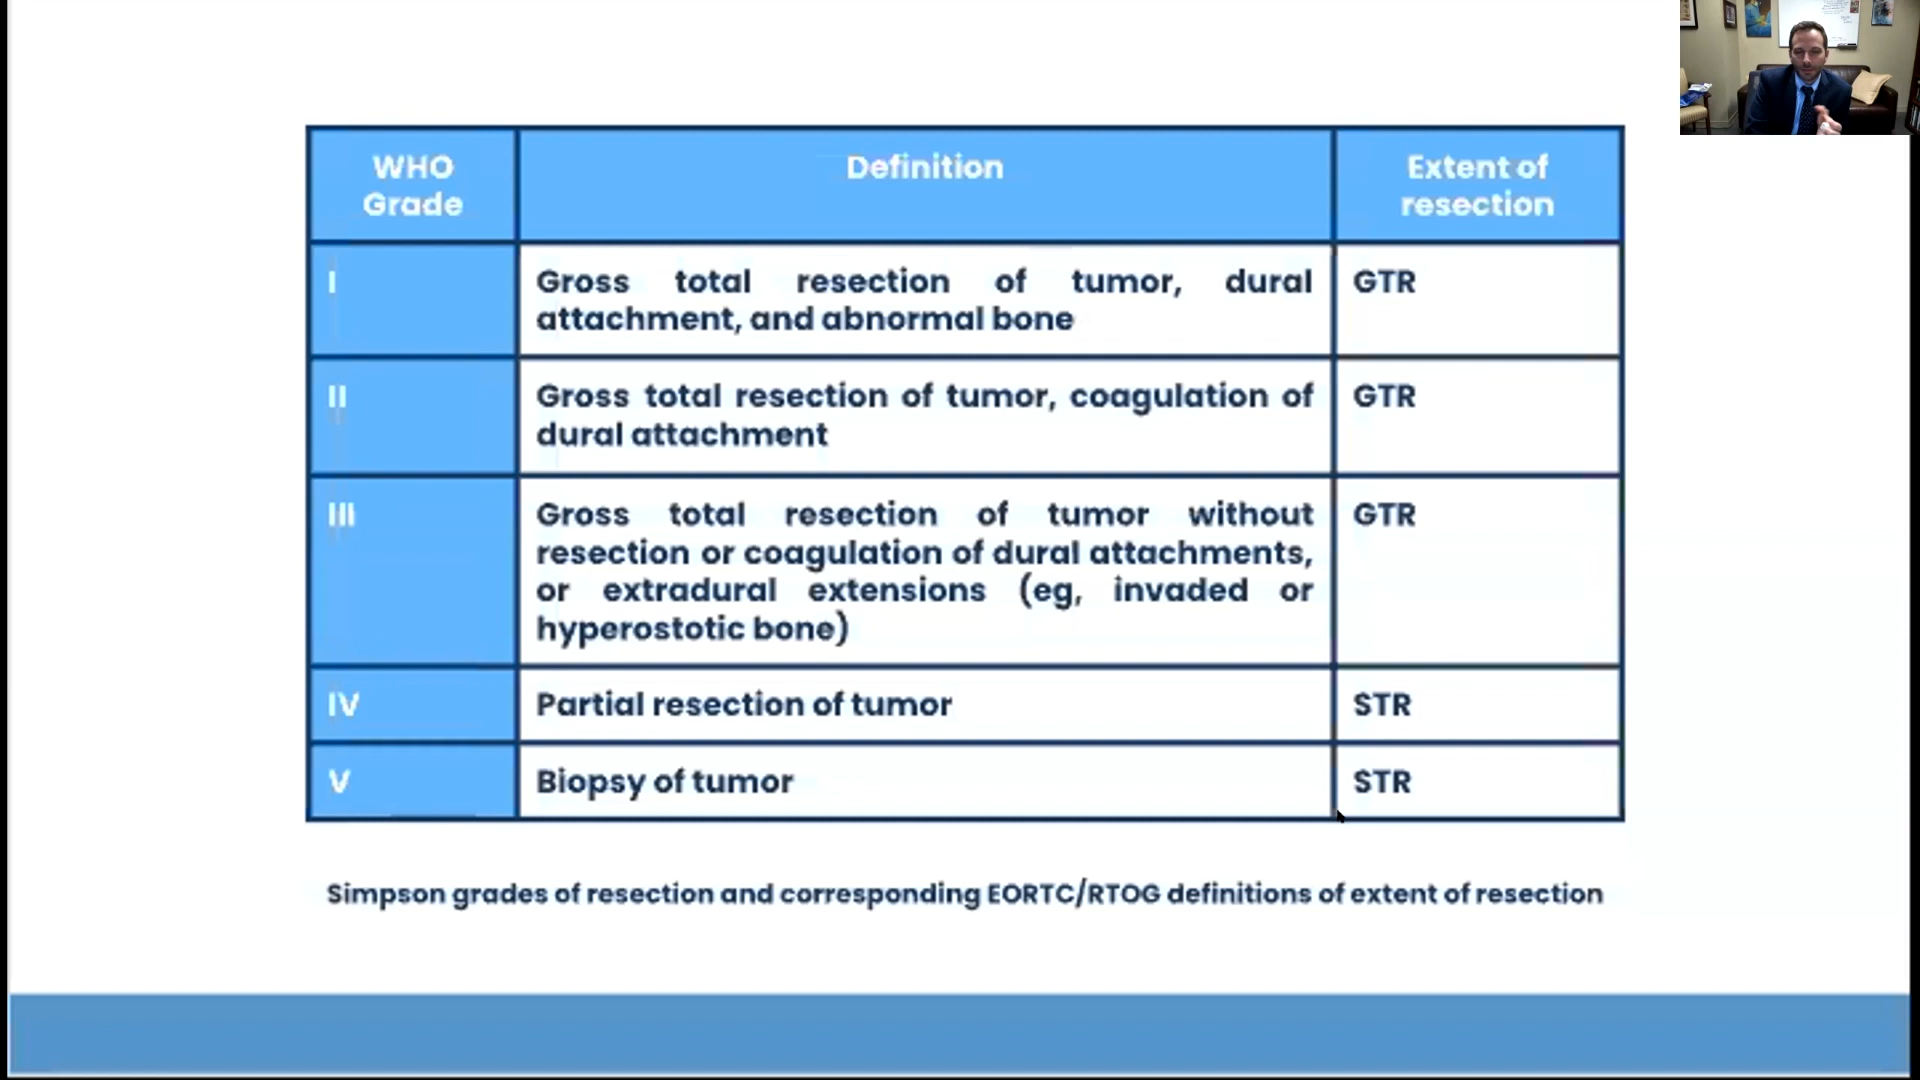 WHO
Grade
Definition
Extent of
resection
I
Gross total resection of tumor, dural
attachment, and abnormal bone
GTR
II
Gross total resection of tumor, coagulation of
dural attachment
GTR
III
Gross total resection of tumor without
resection or coagulation of dural attachments,
or extradural extensions (eg, invaded or
hyperostotic bone)
GTR
IV
Partial resection of tumor
STR
V
Biopsy of tumor
STR
Simpson grades of resection and corresponding EORTC/RTOG definitions of extent of resection